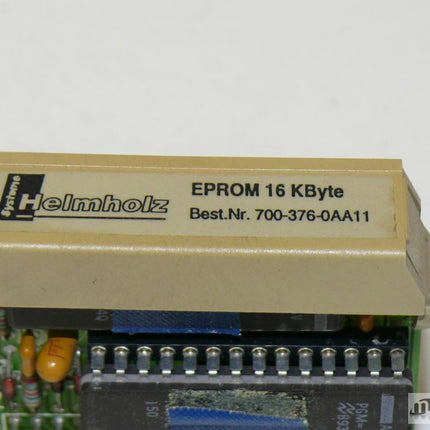 Systeme
Helmholz
EPROM 16 KByte
Best.Nr. 700-376-0AA11